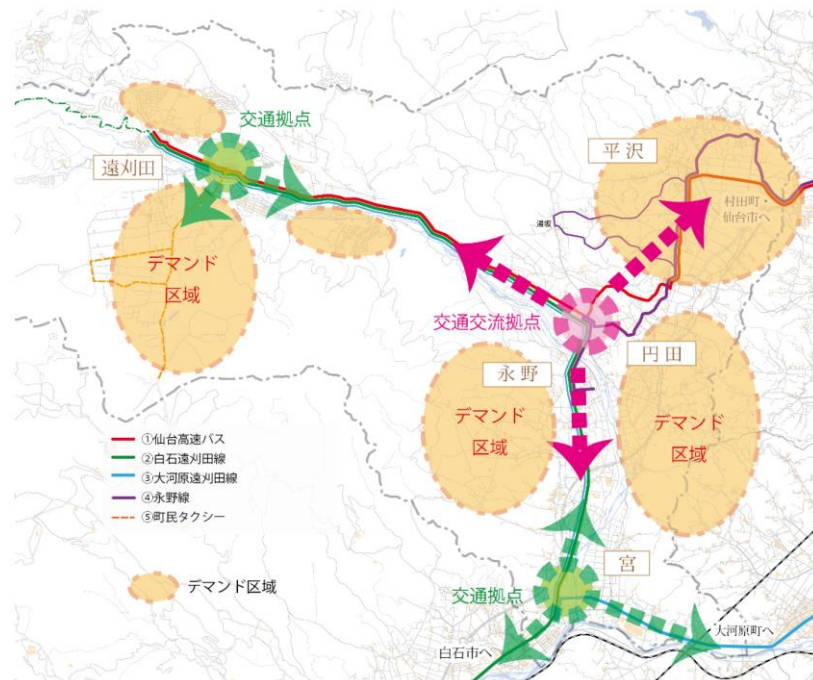 交通拠点
遠刈田
平 沢
村田町・
仙台市へ
湯坂
デマンド
区域
交通交流拠点
円 田
永 野
デマンド
区域
デマンド
区域
①仙台高速バス
②白石遠刈田線
③大河原遠刈田線
④永野線
⑤町民タクシー
デマンド区域
宮
交通拠点
大河原町へ
白石市へ